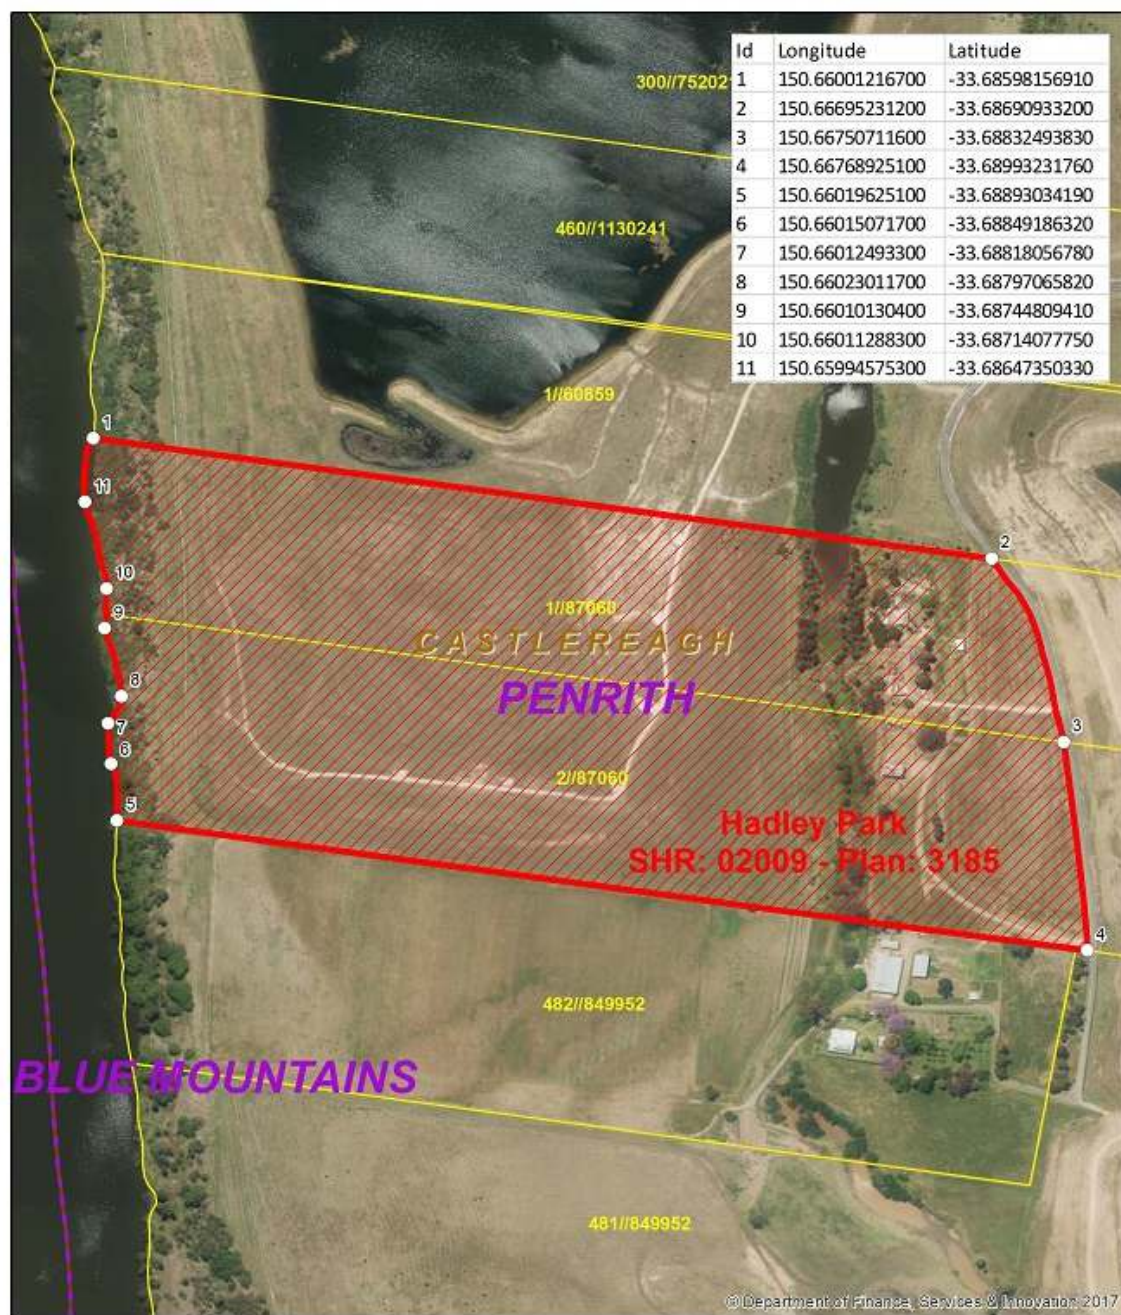 Id Longitude Latitude
1 150.66001216700 -33.68598156910
2 150.66695231200 -33.68690933200
3 150.66750711600 -33.68832493830
4 150.66768925100 -33.68993231760
5 150.66019625100 -33.68893034190
6 150.66015071700 -33.68849186320
7 150.66012493300 -33.68818056780
8 150.66023011700 -33.68797065820
9 150.66010130400 -33.68744809410
10 150.66011288300 -33.68714077750
11 150.65994575300 -33.68647350330
300//75202
460//1130241
1//60859
1
11
2
10
1//87060
9
CASTLEREAGH
PENRITH
8
7
3
6
2//87060
5
Hadley Park
SHR: 02009 - Plan: 3185
4
482//849952
BLUE MOUNTAINS
481//849952
© Department of Finance, Services & Innovation 2017